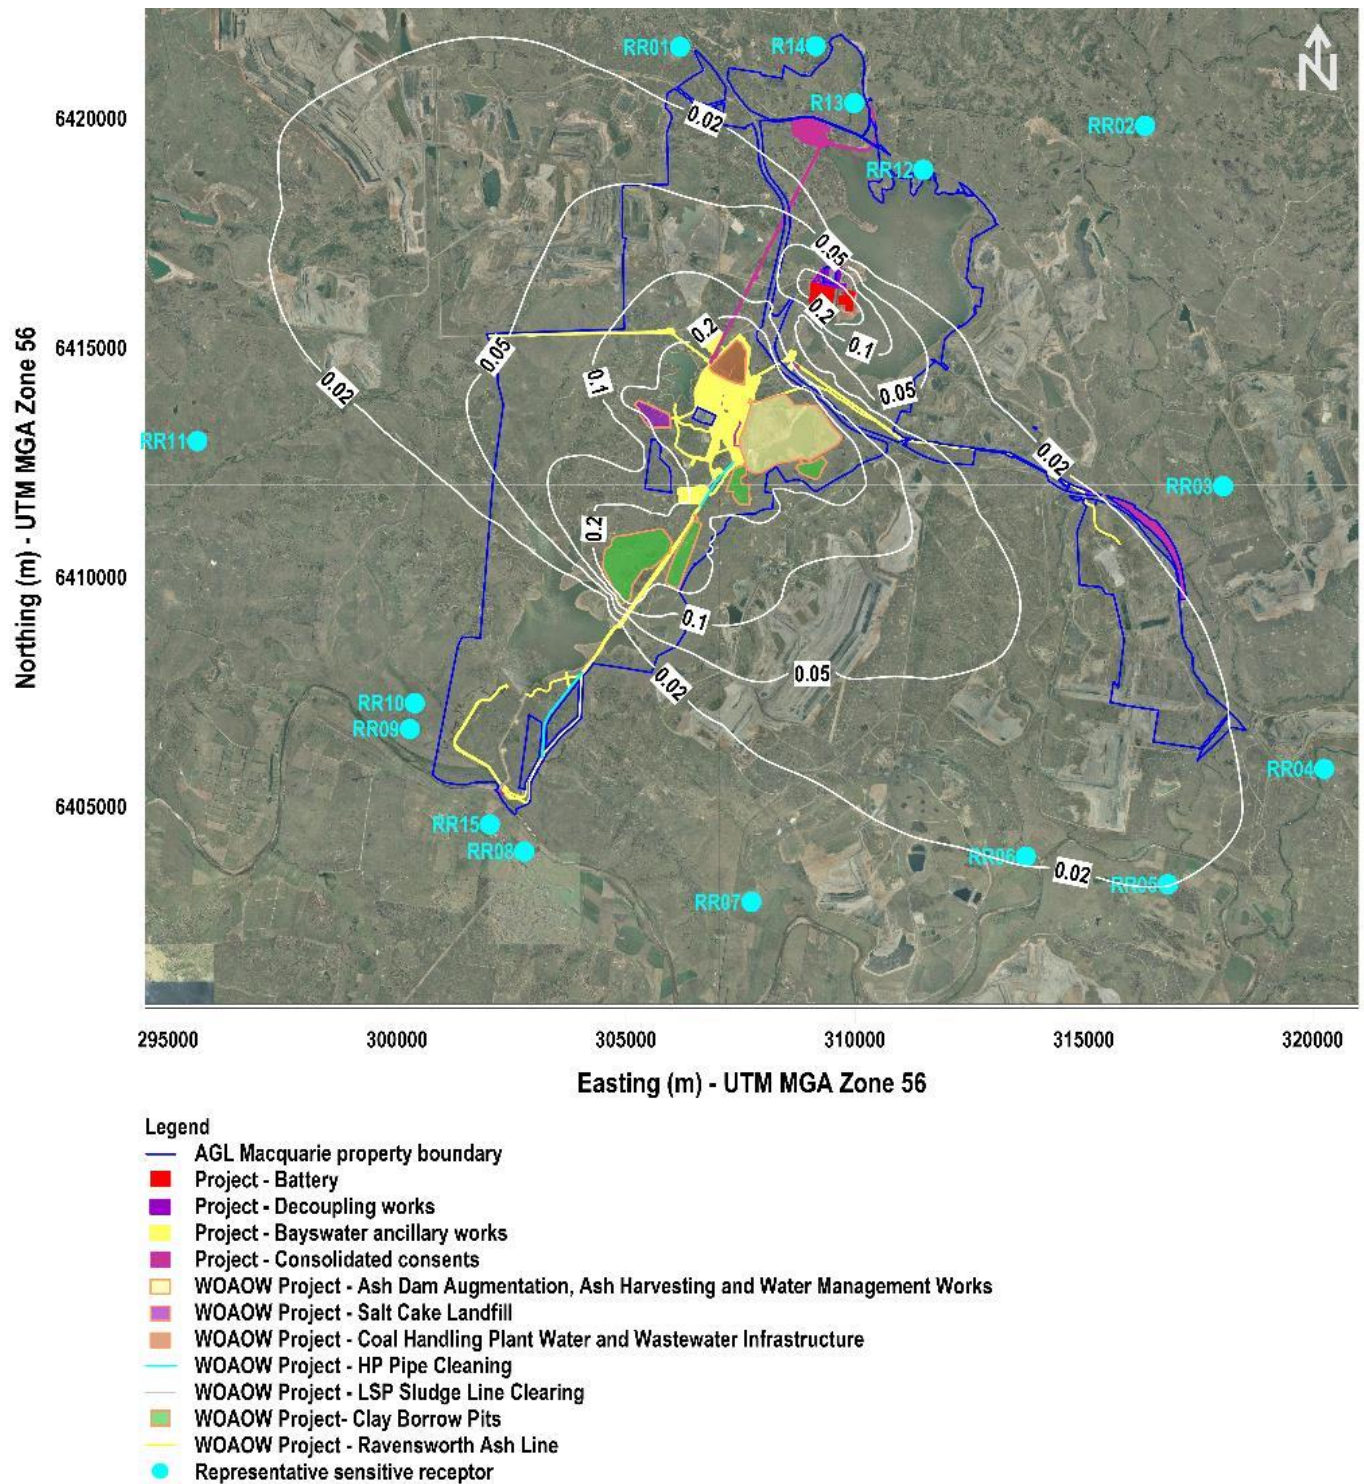 RR01
R14
N
R13
6420000
0.02
RR02
RR12
0.05
0.2
0.2
0.1
6415000
0.05
0.02
0.1
0.05
RR11
0.02
RR03
0.2
6410000
0.1
0.02
0.05
RR10
RR09
RR04
6405000
RR15
RR08
RR06
0.02
RR05
RR07
Northing (m) - UTM MGA Zone 56
295000 300000 305000 310000 315000 320000
Easting (m) - UTM MGA Zone 56
Legend
AGL Macquarie property boundary
Project - Battery
Project - Decoupling works
Project - Bayswater ancillary works
Project - Consolidated consents
WOAOW Project - Ash Dam Augmentation, Ash Harvesting and Water Management Works
WOAOW Project - Salt Cake Landfill
WOAOW Project - Coal Handling Plant Water and Wastewater Infrastructure
WOAOW Project - HP Pipe Cleaning
WOAOW Project - LSP Sludge Line Clearing
WOAOW Project- Clay Borrow Pits
WOAOW Project - Ravensworth Ash Line
Representative sensitive receptor